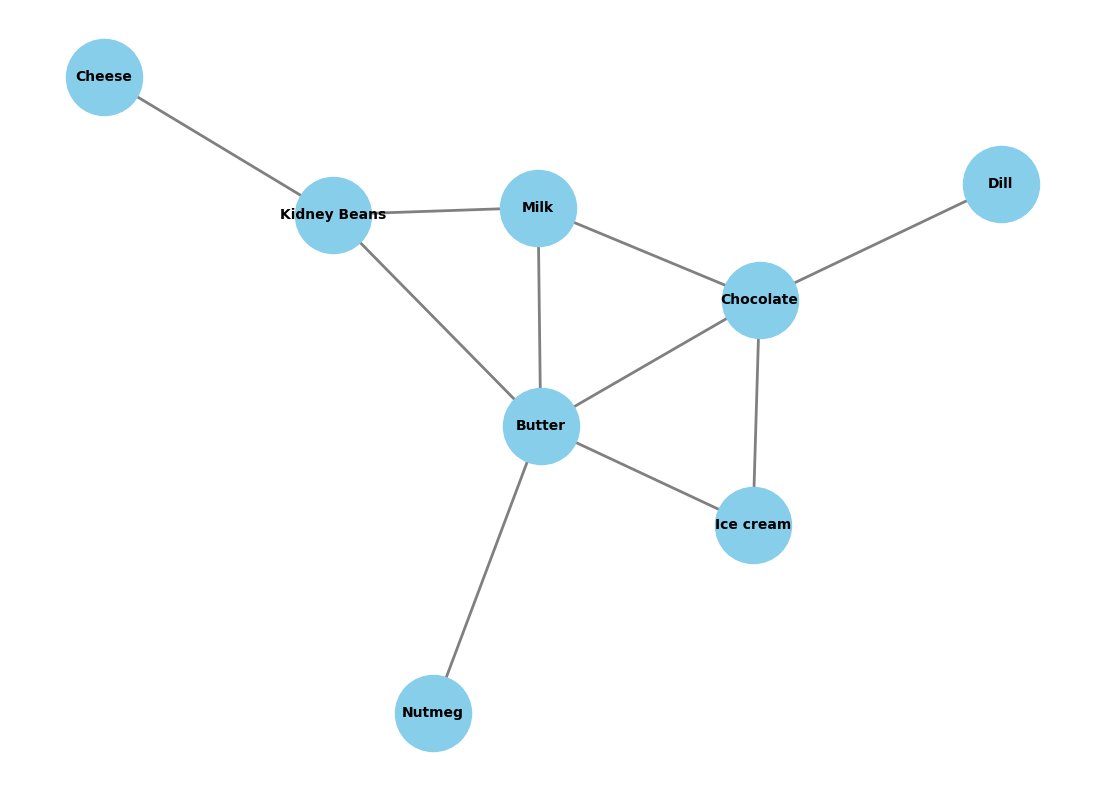 Cheese
Dill
Milk
Kidney Beans
Chocolate
Butter
Ice cream
Nutmeg